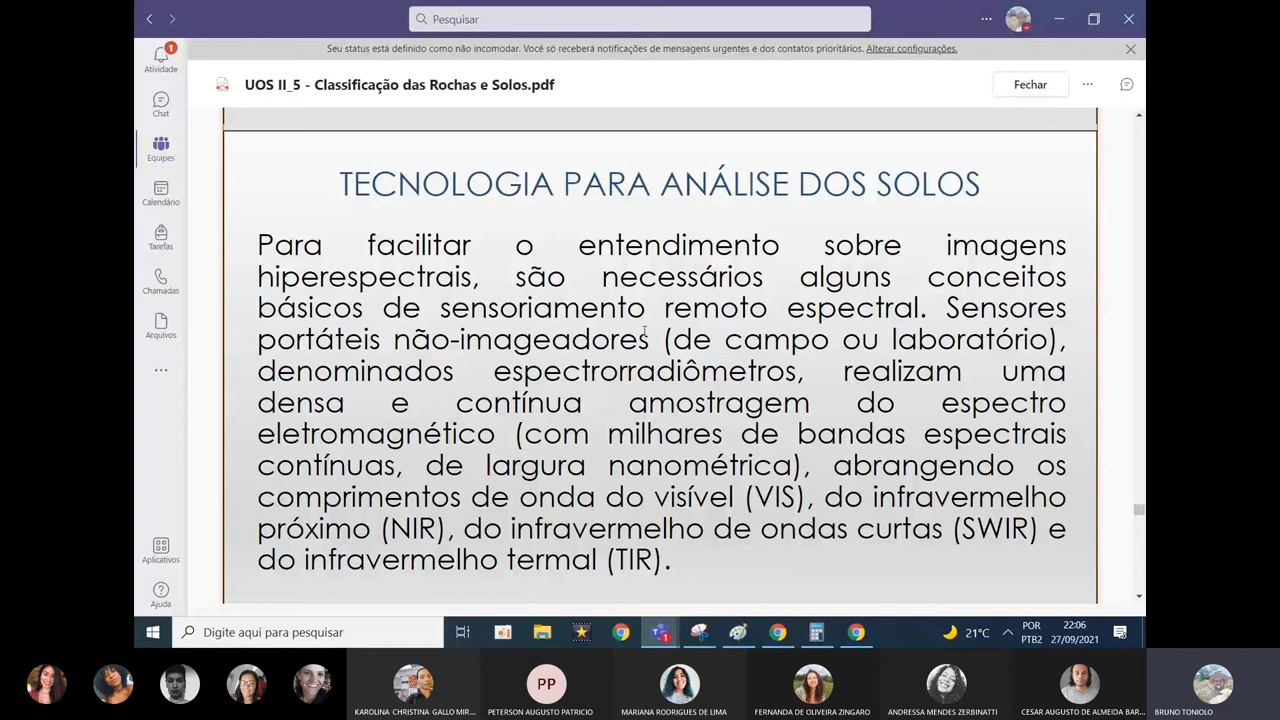 Pesquisar
Seu status está definido como não incomodar. Você só receberá notificações de mensagens urgentes e dos contatos prioritários. Alterar configurações.
1
Atividade
Chat
Equipes
Calendário
Tarefas
Chamadas
Arquivos
Aplicativos
Ajuda
UOS II_5 - Classificação das Rochas e Solos.pdf
Fechar
TECNOLOGIA PARA ANÁLISE DOS SOLOS
Para facilitar o entendimento sobre imagens
hiperespectrais, são necessários alguns conceitos
básicos de sensoriamento remoto espectral. Sensores
portáteis não-imageadores (de campo ou laboratório),
denominados espectrorradiômetros, realizam uma
densa e contínua amostragem do espectro
eletromagnético (com milhares de bandas espectrais
contínuas, de largura nanométrica), abrangendo os
comprimentos de onda do visível (VIS), do infravermelho
próximo (NIR), do infravermelho de ondas curtas (SWIR) e
do infravermelho termal (TIR).
Digite aqui para pesquisar
1
21°C
POR
PTB2
22:06
27/09/2021
PP
KAROLINA CHRISTINA GALLO MIR...
PETERSON AUGUSTO PATRICIO
MARIANA RODRIGUES DE LIMA
FERNANDA DE OLIVEIRA ZINGARO
ANDRESSA MENDES ZERBINATTI
CESAR AUGUSTO DE ALMEIDA BAR...
BRUNO TONIOLO